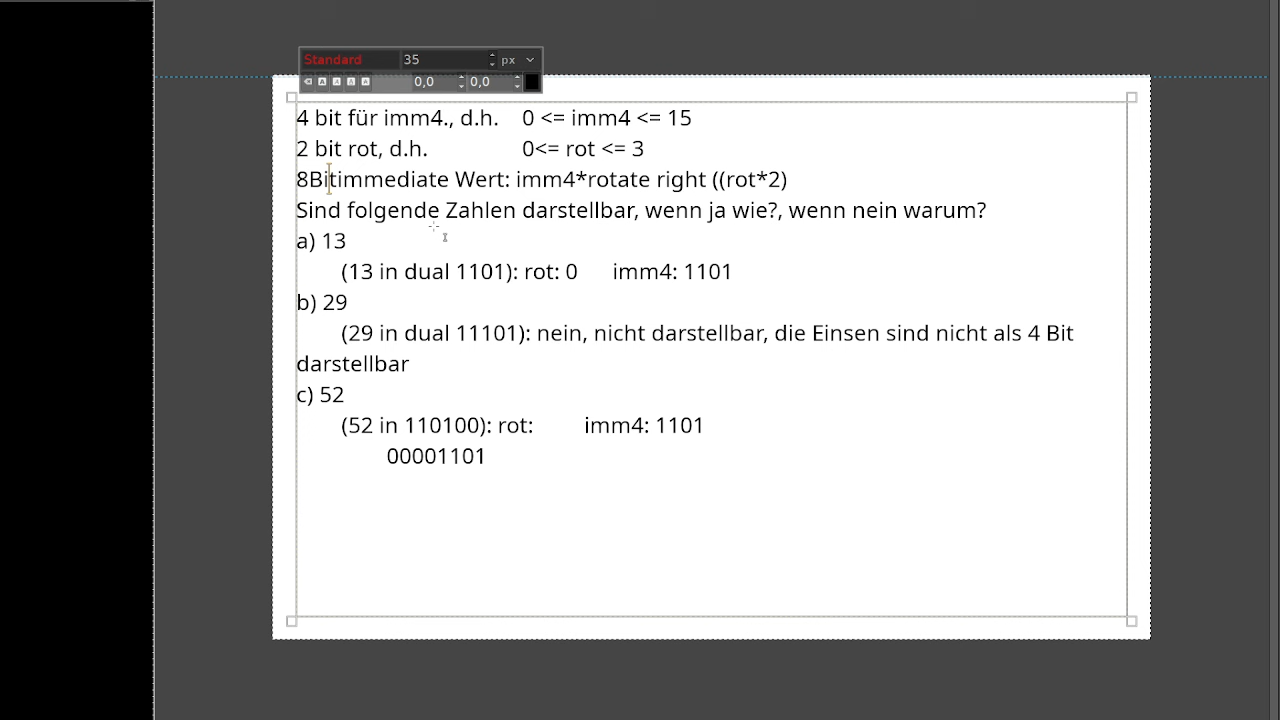 Standard 35 px
0,0 0,0
4 bit für imm4., d.h. 0 <= imm4 <= 15
2 bit rot, d.h. 0<= rot <= 3
8Bitimmediate Wert: imm4*rotate right ((rot*2)
Sind folgende Zahlen darstellbar, wenn ja wie?, wenn nein warum?
a) 13
(13 in dual 1101): rot: 0 imm4: 1101
b) 29
(29 in dual 11101): nein, nicht darstellbar, die Einsen sind nicht als 4 Bit
darstellbar
c) 52
(52 in 110100): rot: imm4: 1101
00001101